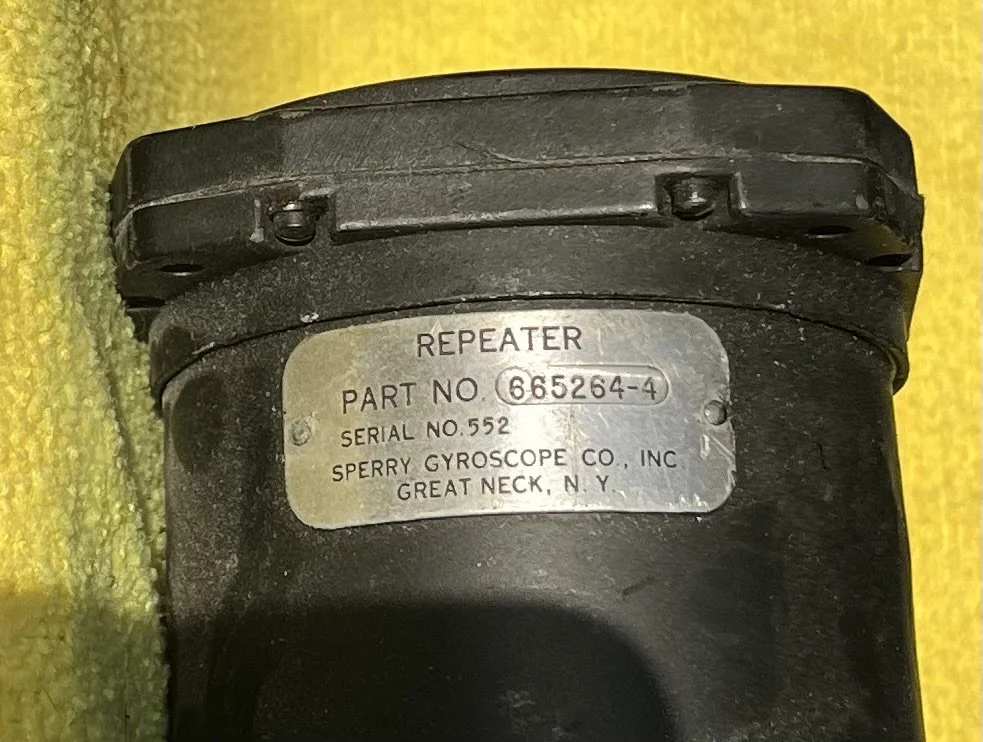 REPEATER
PART NO. 665264-4
SERIAL NO. 552
SPERRY GYROSCOPE CO., INC
GREAT NECK, N. Y.